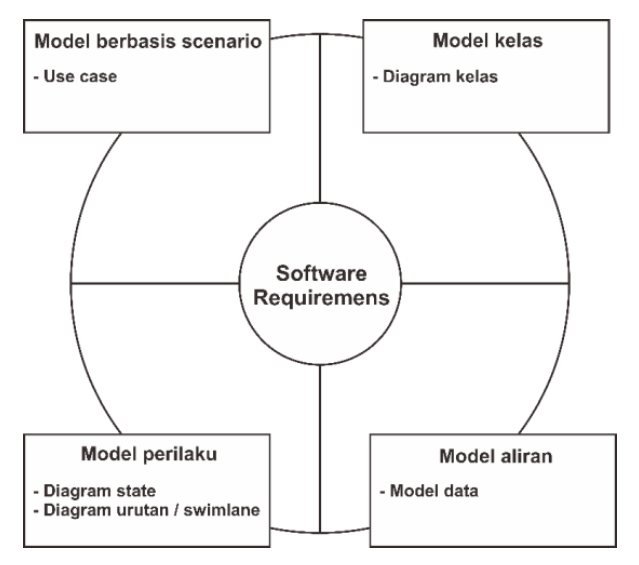 Model berbasis scenario
- Use case
Model kelas
- Diagram kelas
Software
Requiremens
Model perilaku
- Diagram state
- Diagram urutan / swimlane
Model aliran
- Model data